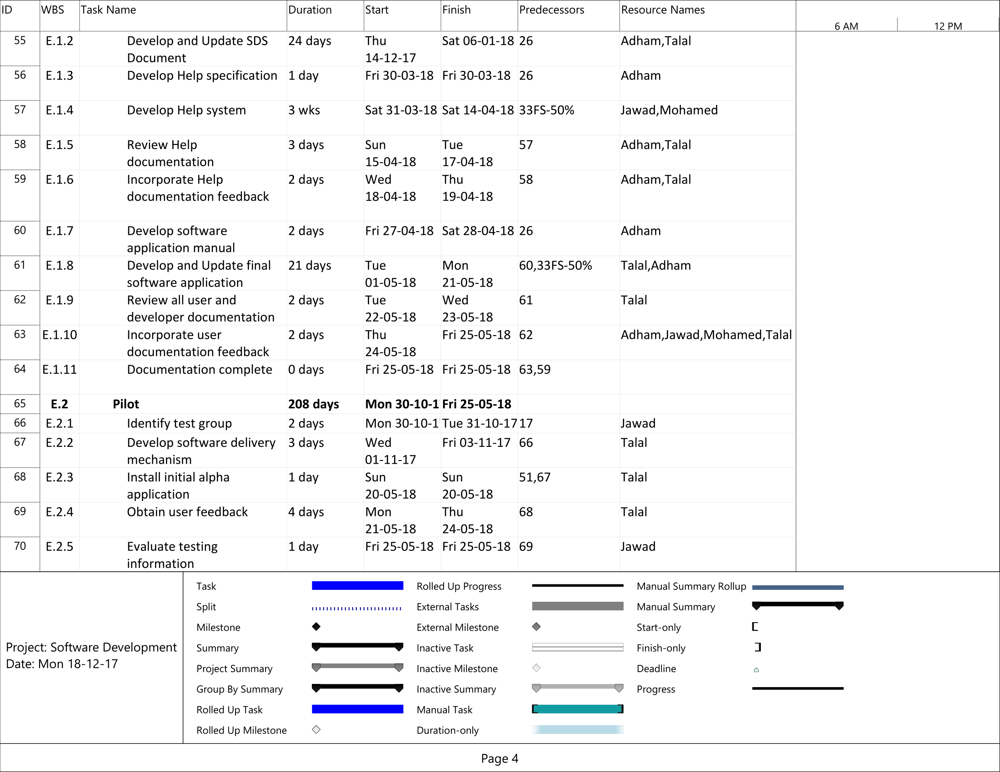 ID WBS Task Name Duration Start Finish Predecessors Resource Names
6 AM 12 PM
55 E.1.2 Develop and Update SDS 24 days Thu Sat 06-01-18 26 Adham,Talal
Document 14-12-17
56 E.1.3 Develop Help specification 1 day Fri 30-03-18 Fri 30-03-18 26 Adham
57 E.1.4 Develop Help system 3 wks Sat 31-03-18 Sat 14-04-18 33FS-50% Jawad,Mohamed
58 E.1.5 Review Help 3 days Sun Tue 57 Adham,Talal
documentation 15-04-18 17-04-18
59 E.1.6 Incorporate Help 2 days Wed Thu 58 Adham,Talal
documentation feedback 18-04-18 19-04-18
60 E.1.7 Develop software 2 days Fri 27-04-18 Sat 28-04-18 26 Adham
application manual
61 E.1.8 Develop and Update final 21 days Tue Mon 60,33FS-50% Talal,Adham
software application 01-05-18 21-05-18
62 E.1.9 Review all user and 2 days Tue Wed 61 Talal
developer documentation 22-05-18 23-05-18
63 E.1.10 Incorporate user 2 days Thu Fri 25-05-18 62 Adham,Jawad,Mohamed,Talal
documentation feedback 24-05-18
64 E.1.11 Documentation complete 0 days Fri 25-05-18 Fri 25-05-18 63,59
65 E.2 Pilot 208 days Mon 30-10-1 Fri 25-05-18
66 E.2.1 Identify test group 2 days Mon 30-10-1 Tue 31-10-17 17 Jawad
67 E.2.2 Develop software delivery 3 days Wed Fri 03-11-17 66 Talal
mechanism 01-11-17
68 E.2.3 Install initial alpha 1 day Sun Sun 51,67 Talal
application 20-05-18 20-05-18
69 E.2.4 Obtain user feedback 4 days Mon Thu 68 Talal
21-05-18 24-05-18
70 E.2.5 Evaluate testing 1 day Fri 25-05-18 Fri 25-05-18 69 Jawad
information
Project: Software Development
Date: Mon 18-12-17
Task Rolled Up Progress Manual Summary Rollup
Split External Tasks Manual Summary
Milestone External Milestone Start-only
Summary Inactive Task Finish-only
Project Summary Inactive Milestone Deadline
Group By Summary Inactive Summary Progress
Rolled Up Task Manual Task
Rolled Up Milestone Duration-only
Page 4